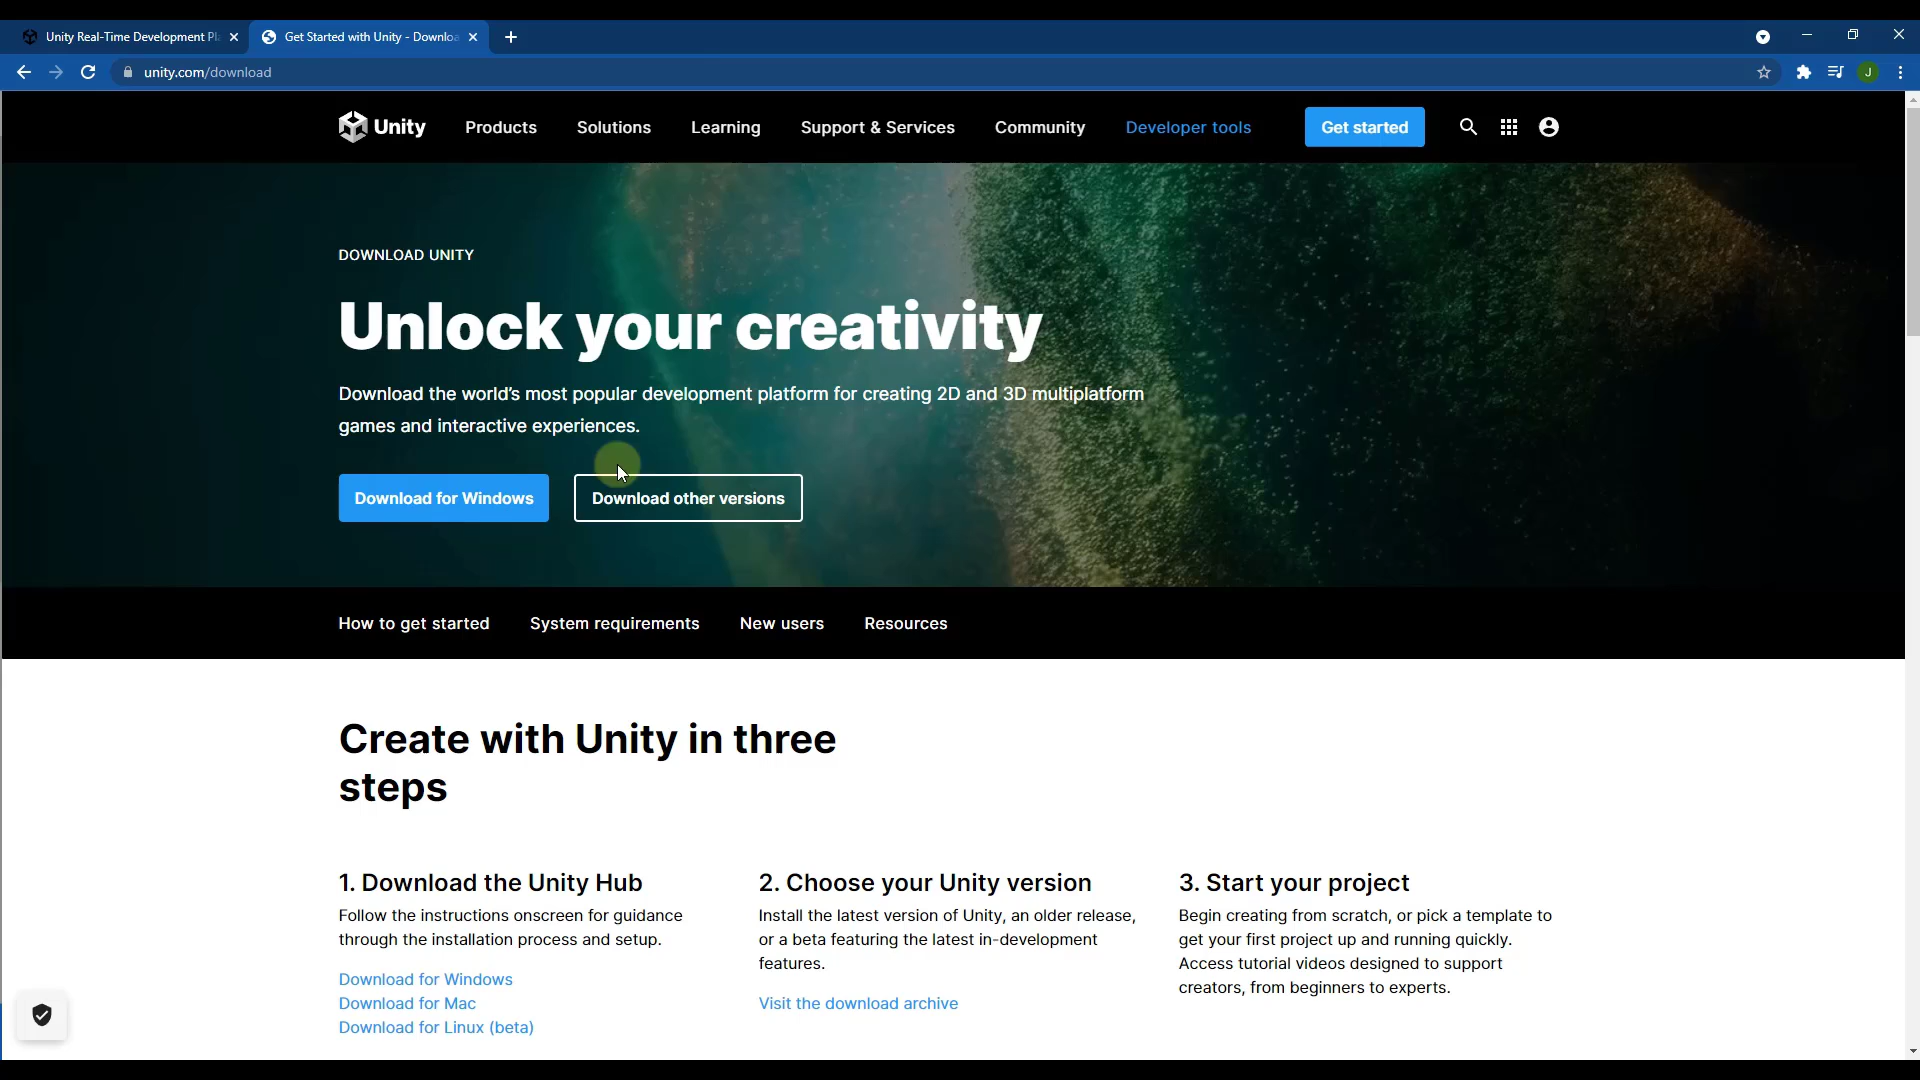 Unity Real-Time Development Pl
Get Started with Unity - Downloa
unity.com/download
J
Unity
Products
Solutions
Learning
Support & Services
Community
Developer tools
Get started
DOWNLOAD UNITY
Unlock your creativity
Download the world's most popular development platform for creating 2D and 3D multiplatform
games and interactive experiences.
Download for Windows
Download other versions
How to get started
System requirements
New users
Resources
Create with Unity in three
steps
1. Download the Unity Hub
Follow the instructions onscreen for guidance
through the installation process and setup.
Download for Windows
Download for Mac
Download for Linux (beta)
2. Choose your Unity version
Install the latest version of Unity, an older release,
or a beta featuring the latest in-development
features.
Visit the download archive
3. Start your project
Begin creating from scratch, or pick a template to
get your first project up and running quickly.
Access tutorial videos designed to support
creators, from beginners to experts.